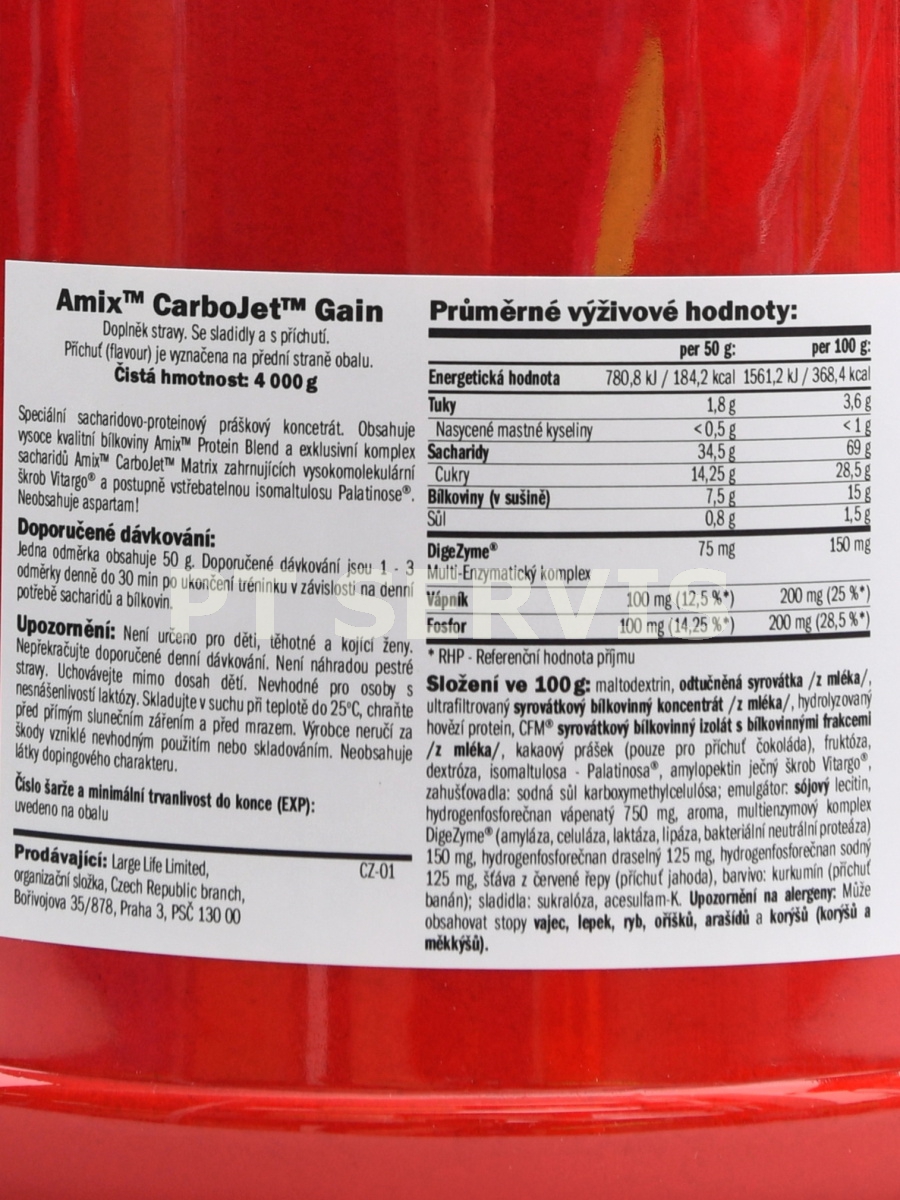 Amix™ CarboJet™ Gain
Doplněk stravy. Se sladidly a s příchutí.
Příchuť (flavour) je vyznačena na přední straně obalu.
Čistá hmotnost: 4 000 g
Speciální sacharidovo-proteinový práškový koncetrát. Obsahuje
vysoce kvalitní bílkoviny Amix™ Protein Blend a exklusivní komplex
sacharidů Amix™ CarboJet™ Matrix zahrnujících vysokomolekulární
škrob Vitargo® a postupně vstřebatelnou isomaltulosu Palatinose®.
Neobsahuje aspartam!
Doporučené dávkování:
Jedna odměrka obsahuje 50 g. Doporučené dávkování jsou 1 - 3
odměrky denně do 30 min po ukončení tréninku v závislosti na denní
potřebě sacharidů a bílkovin.
Upozornění: Není určeno pro děti, těhotné a kojící ženy.
Nepřekračujte doporučené denní dávkování. Není náhradou pestré
stravy. Uchovávejte mimo dosah dětí. Nevhodné pro osoby s
nesnášenlivostí laktózy. Skladujte v suchu při teplotě do 25°C, chraňte
před přímým slunečním zářením a před mrazem. Výrobce neručí za
škody vzniklé nevhodným použitím nebo skladováním. Neobsahuje
látky dopingového charakteru.
Číslo šarže a minimální trvanlivost do konce (EXP):
uvedeno na obalu
Prodávající: Large Life Limited, CZ-01
organizační složka, Czech Republic branch,
Bořivojova 35/878, Praha 3, PSČ 130 00
Průměrné výživové hodnoty:
per 50 g: per 100 g:
Energetická hodnota 780,8 kJ / 184,2 kcal 1561,2 kJ / 368,4 kcal
Tuky 1,8 g 3,6 g
Nasycené mastné kyseliny <0,5 g <1 g
Sacharidy 34,5 g 69 g
Cukry 14,25 g 28,5 g
Bílkoviny (v sušině) 7,5 g 15 g
Sůl 0,8 g 1,5 g
DigeZyme® 75 mg 150 mg
Multi-Enzymatický komplex
Vápník 100 mg (12,5 %*) 200 mg (25 %*)
Fosfor 100 mg (14,25 %*) 200 mg (28,5 %*)
* RHP - Referenční hodnota příjmu
Složení ve 100 g: maltodextrin, odtučněná syrovátka /z mléka/,
ultrafiltrovaný syrovátkový bílkovinný koncentrát /z mléka/, hydrolyzovaný
hovězí protein, CFM® syrovátkový bílkovinný izolát s bílkovinnými frakcemi
/z mléka/, kakaový prášek (pouze pro příchuť čokoláda), fruktóza,
dextróza, isomaltulosa - Palatinosa®, amylopektin ječný škrob Vitargo®,
zahušťovadla: sodná sůl karboxymethylcelulósa; emulgátor: sójový lecitin,
hydrogenfosforečnan vápenatý 750 mg, aroma, multienzymový komplex
DigeZyme® (amyláza, celuláza, laktáza, lipáza, bakteriální neutrální proteáza)
150 mg, hydrogenfosforečnan draselný 125 mg, hydrogenfosforečnan sodný
125 mg, šťáva z červené řepy (příchuť jahoda), barvivo: kurkumin (příchuť
banán); sladidla: sukralóza, acesulfam-K. Upozornění na alergeny: Může
obsahovat stopy vajec, lepek, ryb, oříšků, arašídů a korýšů (korýšů a
měkkýšů).
PT SERVIS